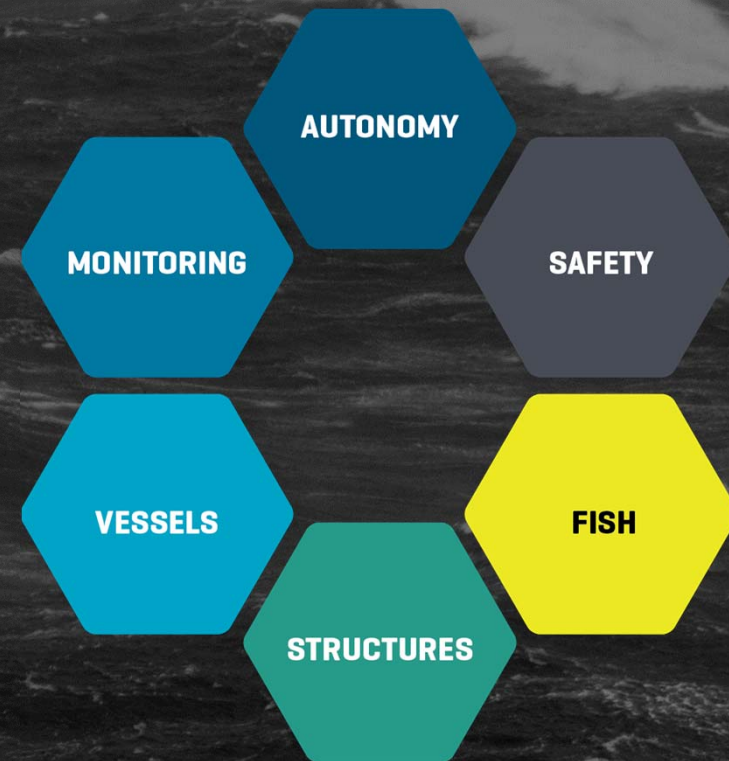 AUTONOMY
MONITORING
SAFETY
VESSELS
FISH
STRUCTURES